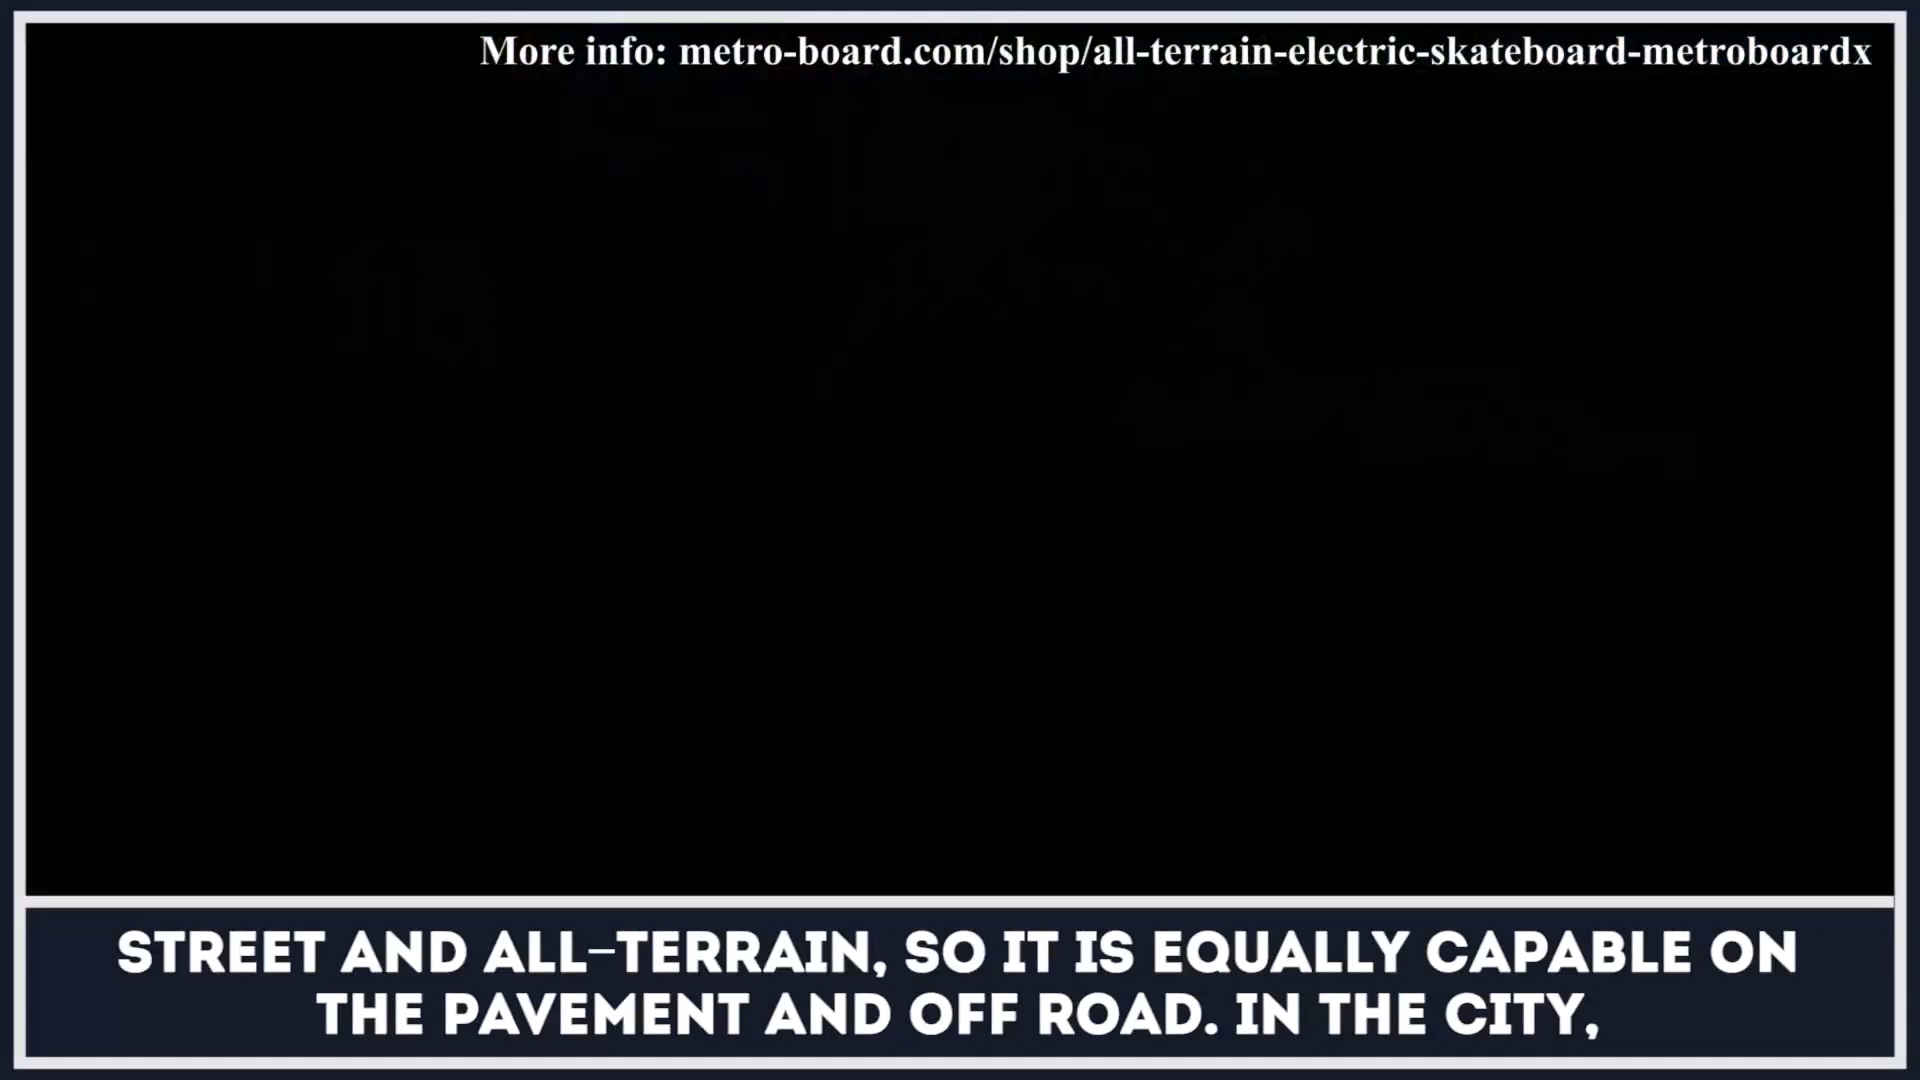 More info: metro-board.com/shop/all-terrain-electric-skateboard-metroboardx
STREET AND ALL-TERRAIN, SO IT IS EQUALLY CAPABLE ON
THE PAVEMENT AND OFF ROAD. IN THE CITY,